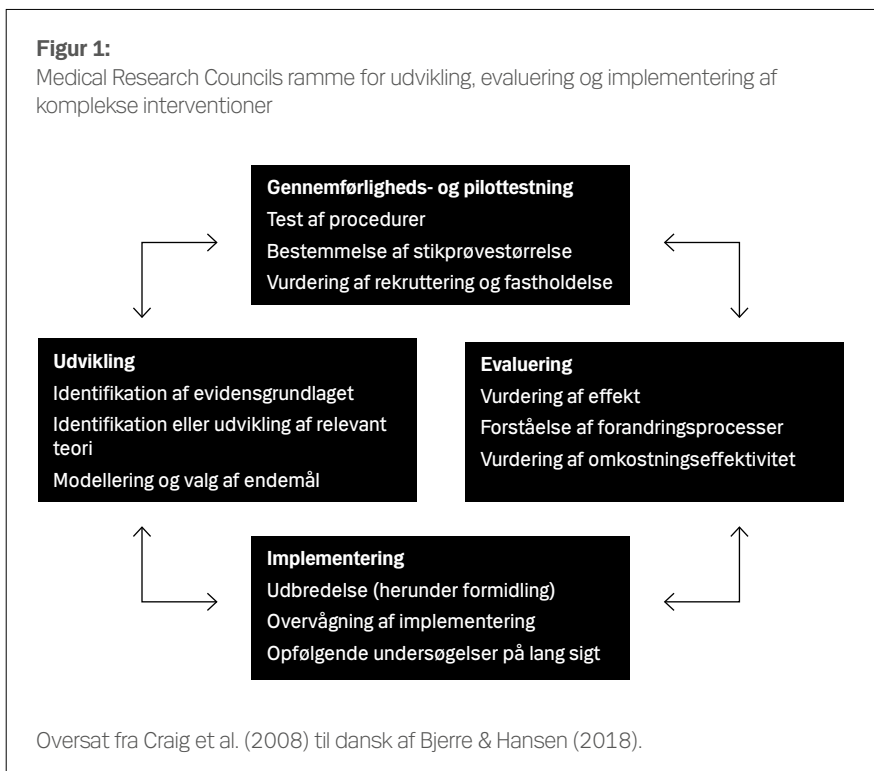 Figur 1:
Medical Research Councils ramme for udvikling, evaluering og implementering af
komplekse interventioner
Gennemførligheds- og pilottestning
Test af procedurer
Bestemmelse af stikprøvestørrelse
Vurdering af rekruttering og fastholdelse
Udvikling
Identifikation af evidensgrundlaget
Identifikation eller udvikling af relevant
teori
Modellering og valg af endemål
Evaluering
Vurdering af effekt
Forståelse af forandringsprocesser
Vurdering af omkostningseffektivitet
Implementering
Udbredelse (herunder formidling)
Overvågning af implementering
Opfølgende undersøgelser på lang sigt
Oversat fra Craig et al. (2008) til dansk af Bjerre & Hansen (2018).